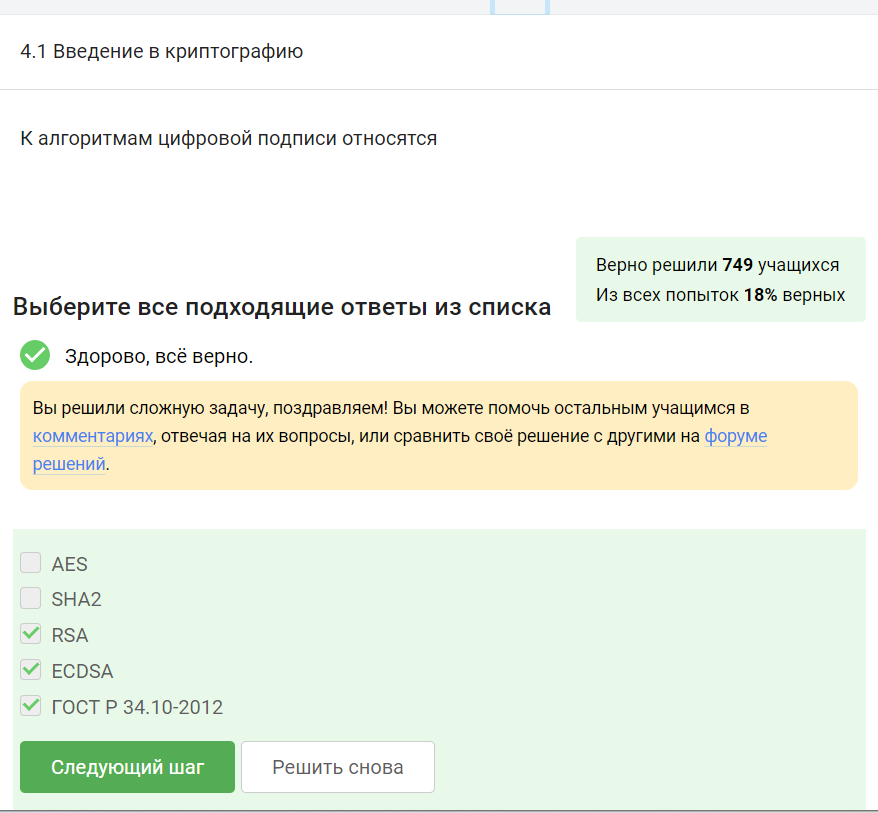 4.1 Введение в криптографию
К алгоритмам цифровой подписи относятся
Верно решили 749 учащихся
Из всех попыток 18% верных
Выберите все подходящие ответы из списка
Здорово, всё верно.
Вы решили сложную задачу, поздравляем! Вы можете помочь остальным учащимся в
комментариях, отвечая на их вопросы, или сравнить своё решение с другими на форуме
решений.
AES
SHA2
RSA
ECDSA
ГОСТ Р 34.10-2012
Следующий шаг
Решить снова